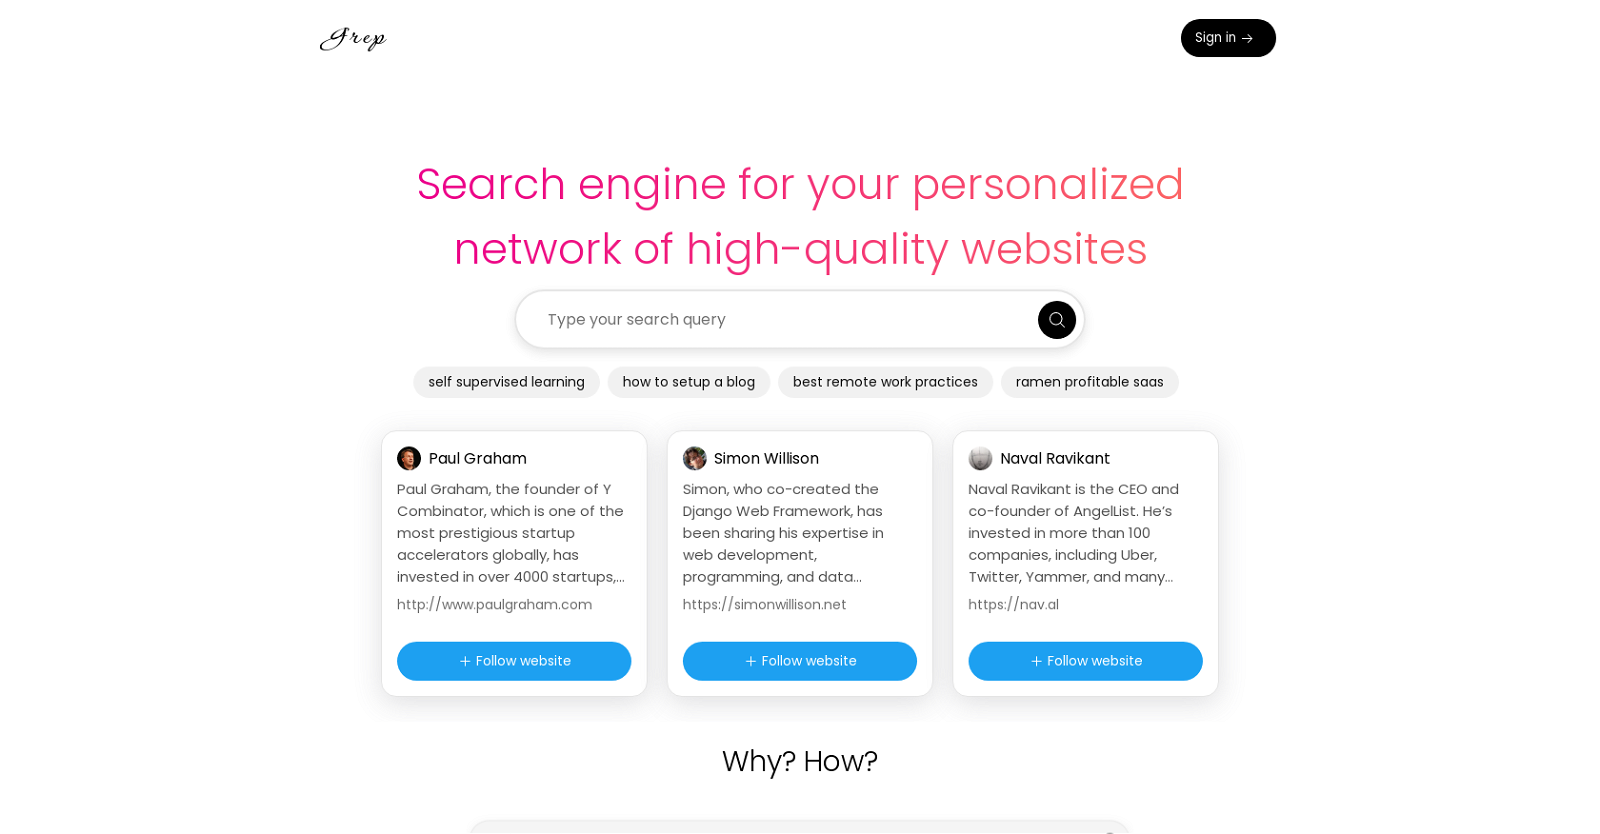 Grep
Sign in →
Search engine for your personalized
network of high-quality websites
Type your search query
self supervised learning
how to setup a blog
best remote work practices
ramen profitable saas
Paul Graham
Paul Graham, the founder of Y
Combinator, which is one of the
most prestigious startup
accelerators globally, has
invested in over 4000 startups,...
http://www.paulgraham.com
+ Follow website
Simon Willison
Simon, who co-created the
Django Web Framework, has
been sharing his expertise in
web development,
programming, and data...
https://simonwillison.net
+ Follow website
Naval Ravikant
Naval Ravikant is the CEO and
co-founder of AngelList. He’s
invested in more than 100
companies, including Uber,
Twitter, Yammer, and many...
https://nav.al
+ Follow website
Why? How?